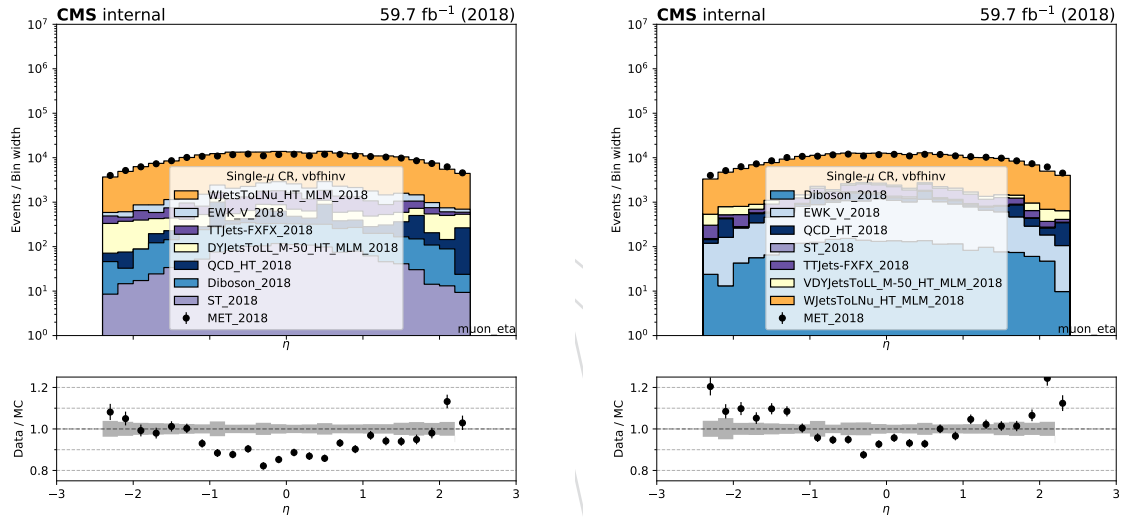 CMS internal 59.7 fb⁻¹ (2018)
10⁷
10⁶
10⁵
10⁴
10³
10²
10¹
10⁰
Events / Bin width
Single-μ CR, vbfhinv
WJetsToLNu_HT_MLM_2018
EWK_V_2018
TTJets-FXFX_2018
DYJetsToLL_M-50_HT_MLM_2018
QCD_HT_2018
Diboson_2018
ST_2018
MET_2018
muon_eta
η
1.2
1.0
0.8
Data / MC
−3 −2 −1 0 1 2 3
η
CMS internal 59.7 fb⁻¹ (2018)
10⁷
10⁶
10⁵
10⁴
10³
10²
10¹
10⁰
Events / Bin width
Single-μ CR, vbfhinv
Diboson_2018
EWK_V_2018
QCD_HT_2018
ST_2018
TTJets-FXFX_2018
VDYJetsToLL_M-50_HT_MLM_2018
WJetsToLNu_HT_MLM_2018
MET_2018
muon_eta
η
1.2
1.0
0.8
Data / MC
−3 −2 −1 0 1 2 3
η